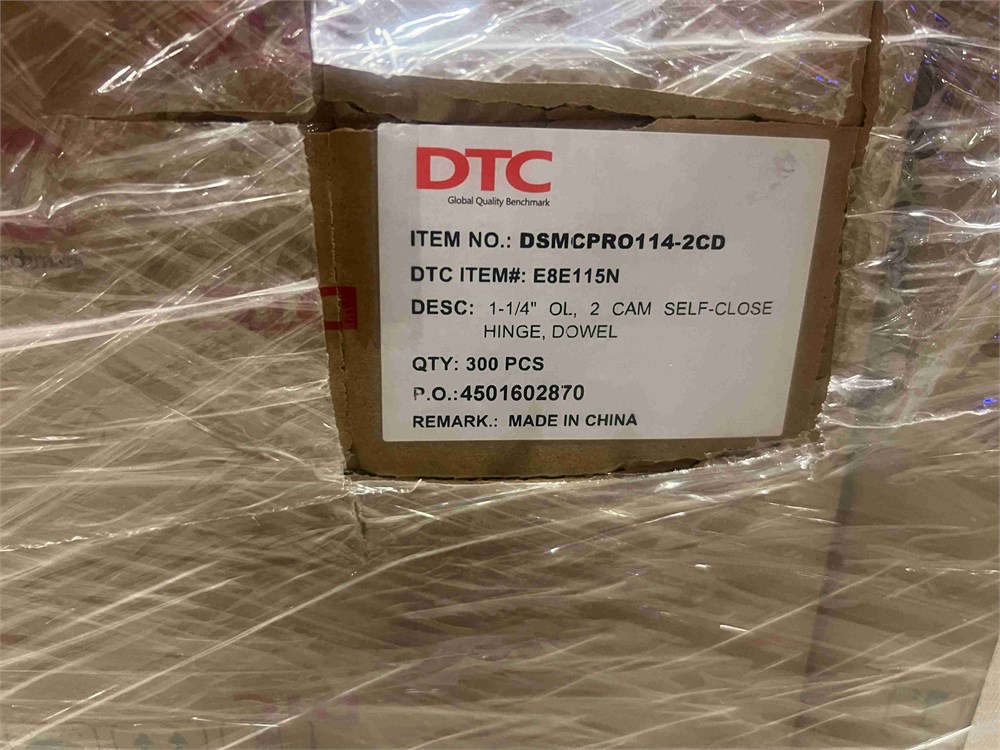 DTC
Global Quality Benchmark
ITEM NO.: DSMCPRO114-2CD
DTC ITEM#: E8E115N
DESC: 1-1/4" OL, 2 CAM SELF-CLOSE
HINGE, DOWEL
QTY: 300 PCS
P.O.:4501602870
REMARK.: MADE IN CHINA